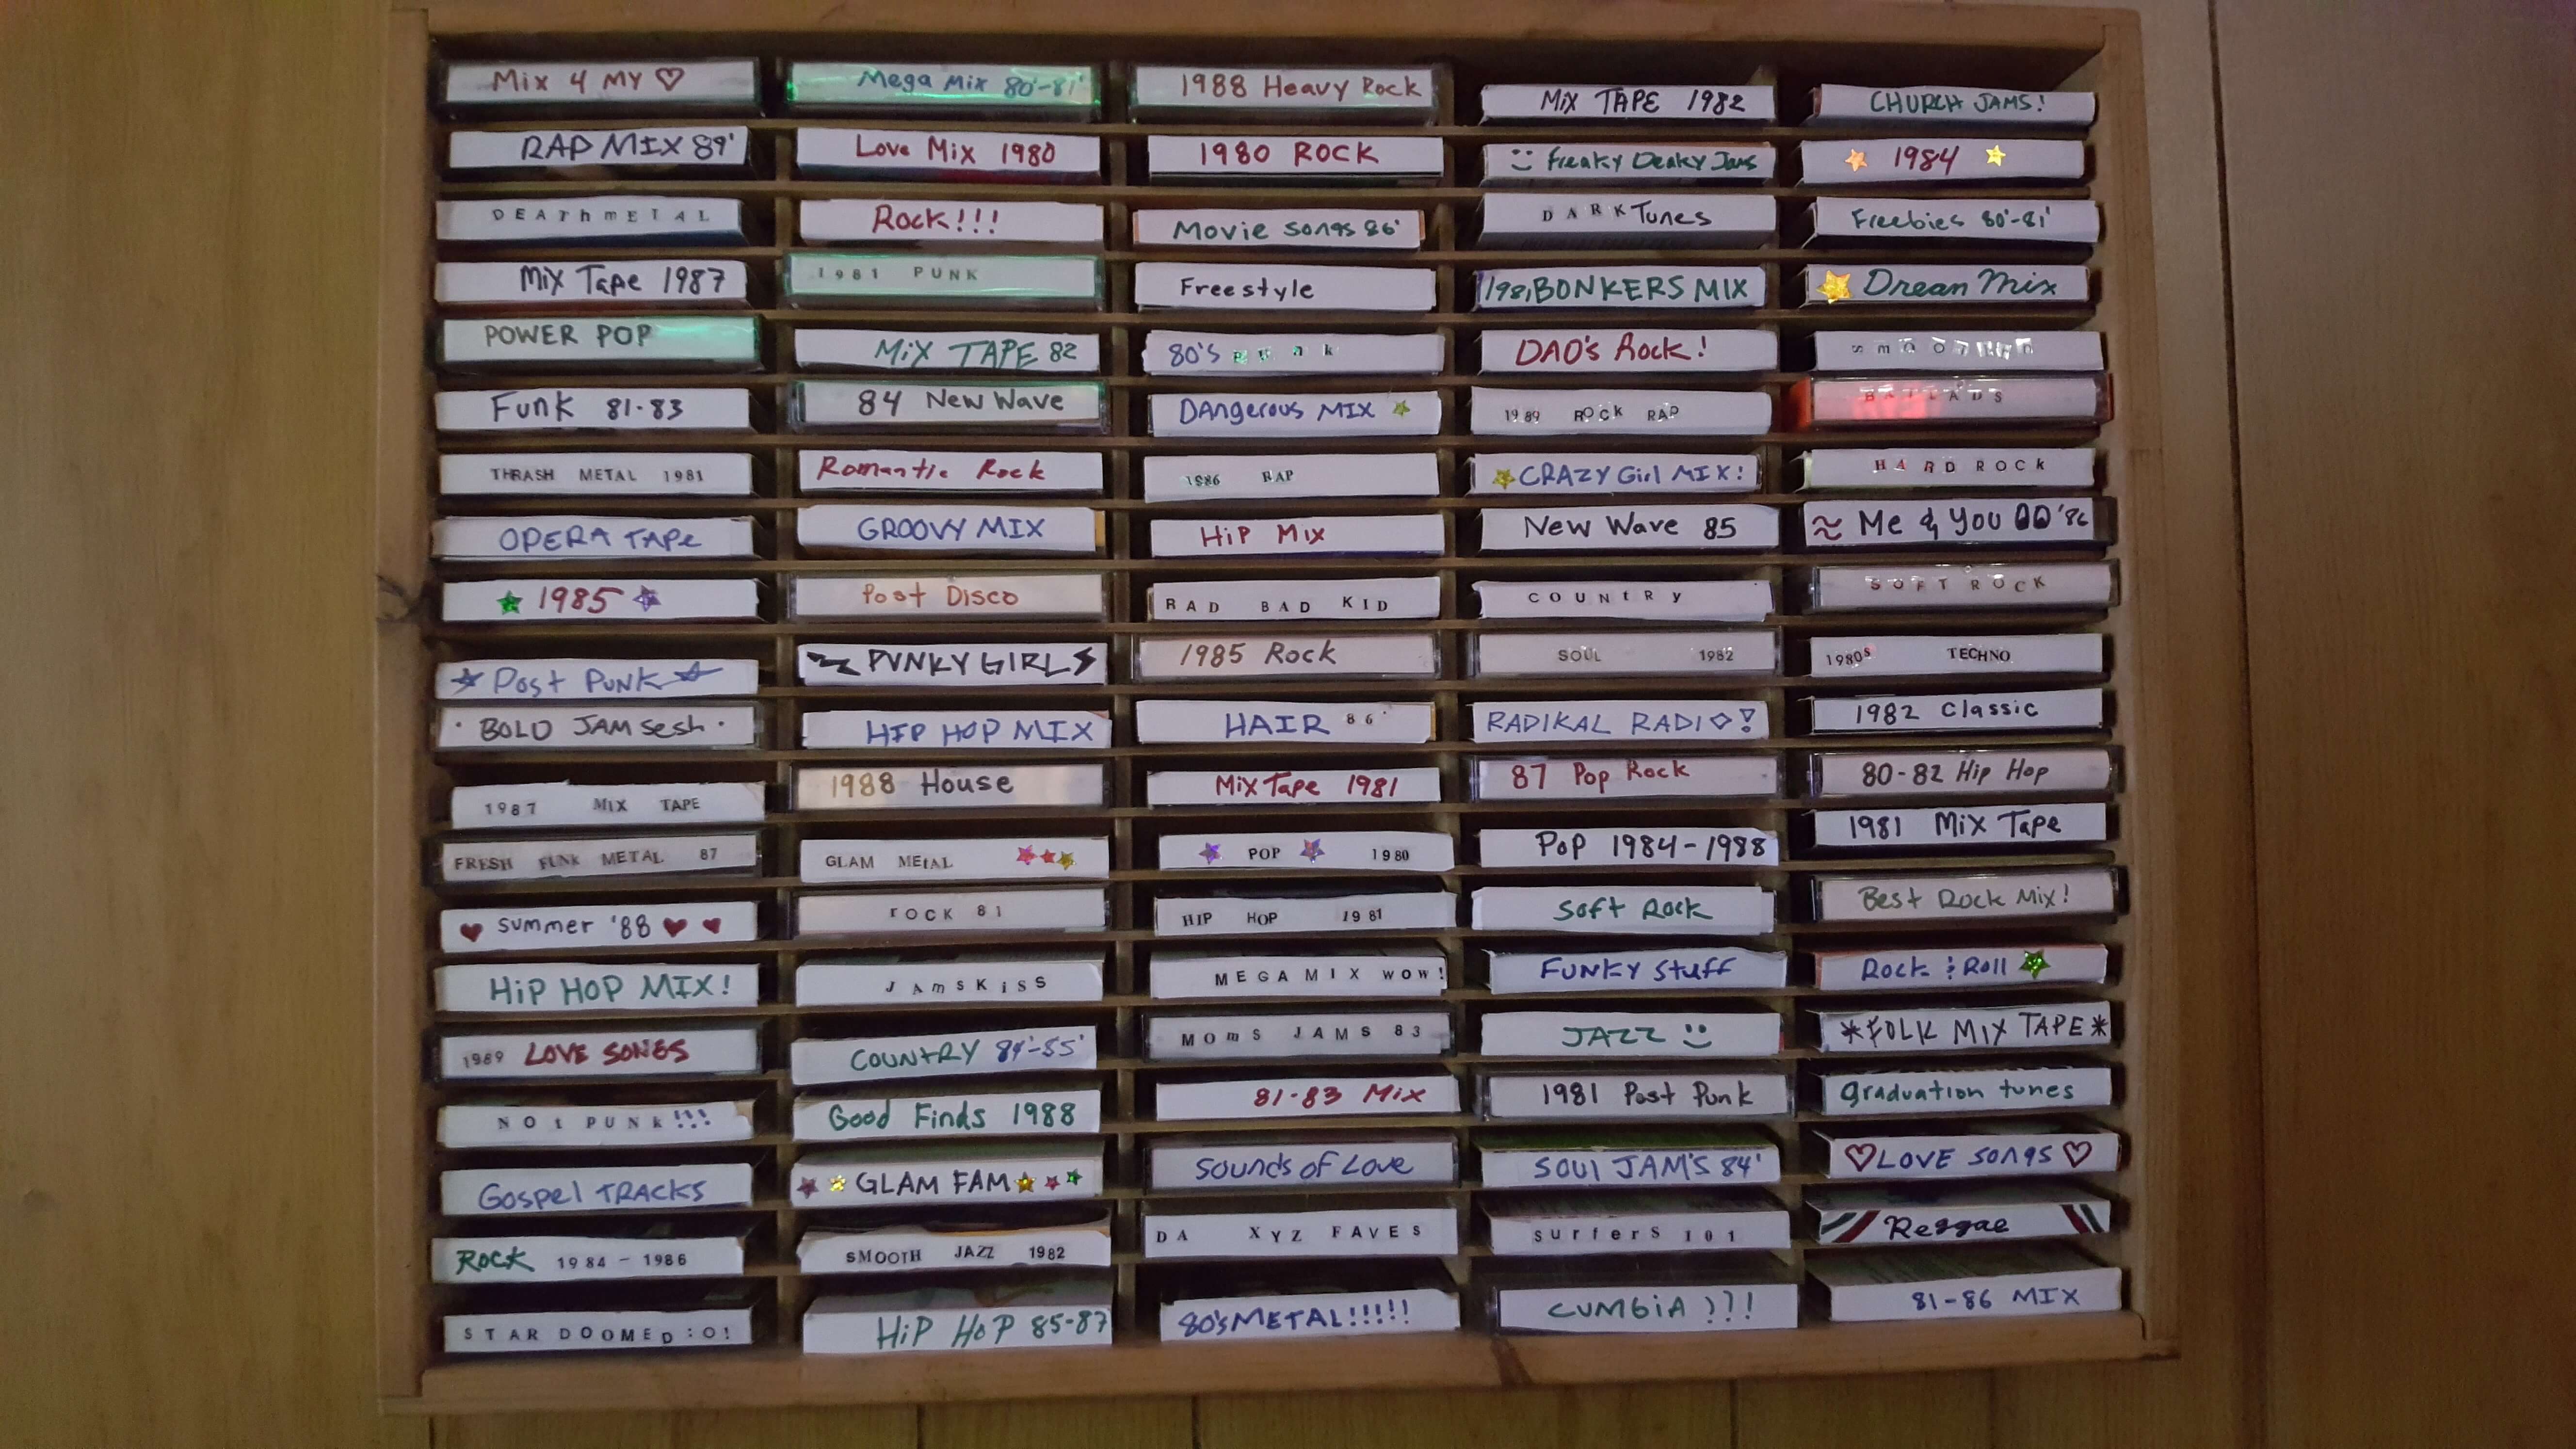 Mix 4 MY ♡
Mega Mix 80'-81'
1988 Heavy Rock
MiX TAPE 1982
CHURCH JAMS!
RAP MIX 89'
Love Mix 1980
1980 ROCK
Freaky Deaky Jams
1984
DEAThmETAL
Rock!!!
Movie songs 86'
DARK Tunes
Freebies 80'-81'
Mix Tape 1987
1981 PUNK
Freestyle
1981 BONKERS MIX
Drean Mix
POWER POP
MiX TAPE 82
80'S Punk
DAD's Rock!
smOOTHin
Funk 81-83
84 New Wave
DAngerous MIX
1989 ROCK RAP
BALLADS
THRASH METAL 1981
Romantic Rock
1986 RAP
CRAZY Girl MIX!
HARD ROCk
OPERA TAPe
GROOVY MIX
HiP Mix
New Wave 85
Me & You '86
1985
Post Disco
RAD BAD KID
COUNtRy
SOFT ROCK
Post Punk
PUNKY GIRL
1985 Rock
SOUL 1982
1980s TECHNO
· BOLD JAM sesh ·
HIP HOP MIX
HAIR 86'
RADIKAL RADIO!
1982 Classic
1987 MIX TAPE
1988 House
Mix Tape 1981
87 Pop Rock
80-82 Hip Hop
FRESH FUNK METAL 87
GLAM MEtAL
POP 1980
Pop 1984-1988
1981 Mix Tape
summer '88
rOCK 81
HIP HOP 1981
Soft Rock
Best Rock Mix!
HiP HOP MIX!
JAmsKiSS
MEGAMIX wow!
FUNKY Stuff
Rock & Roll
1989 LOVE SONGS
COUNtRY 84'-85'
MOmS JAMS 83
JAZZ
*FOLK MIX TAPE*
NOt PUNk!!!
Good Finds 1988
81-83 Mix
1981 Post Punk
graduation tunes
Gospel TRACKS
GLAM FAM
Sounds of Love
SOUl JAM'S 84'
♡LOVE SONgS♡
ROCK 1984 - 1986
SMOOTH JAZZ 1982
DA XYZ FAVES
surferS 101
Reggae
STAR DOOMED:O!
HiP HoP 85-87
80's METAL!!!!!
CUMBiA ??!
81-86 MIX